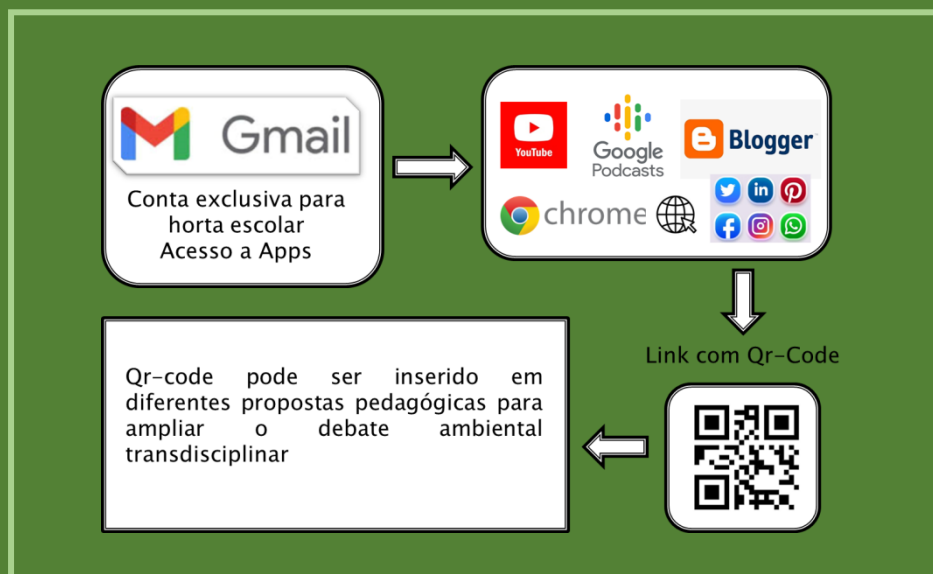 Gmail
Conta exclusiva para
horta escolar
Acesso a Apps
YouTube
Google
Podcasts
Blogger
chrome
in
Link com Qr-Code
Qr-code pode ser inserido em
diferentes propostas pedagógicas para
ampliar o debate ambiental
transdisciplinar